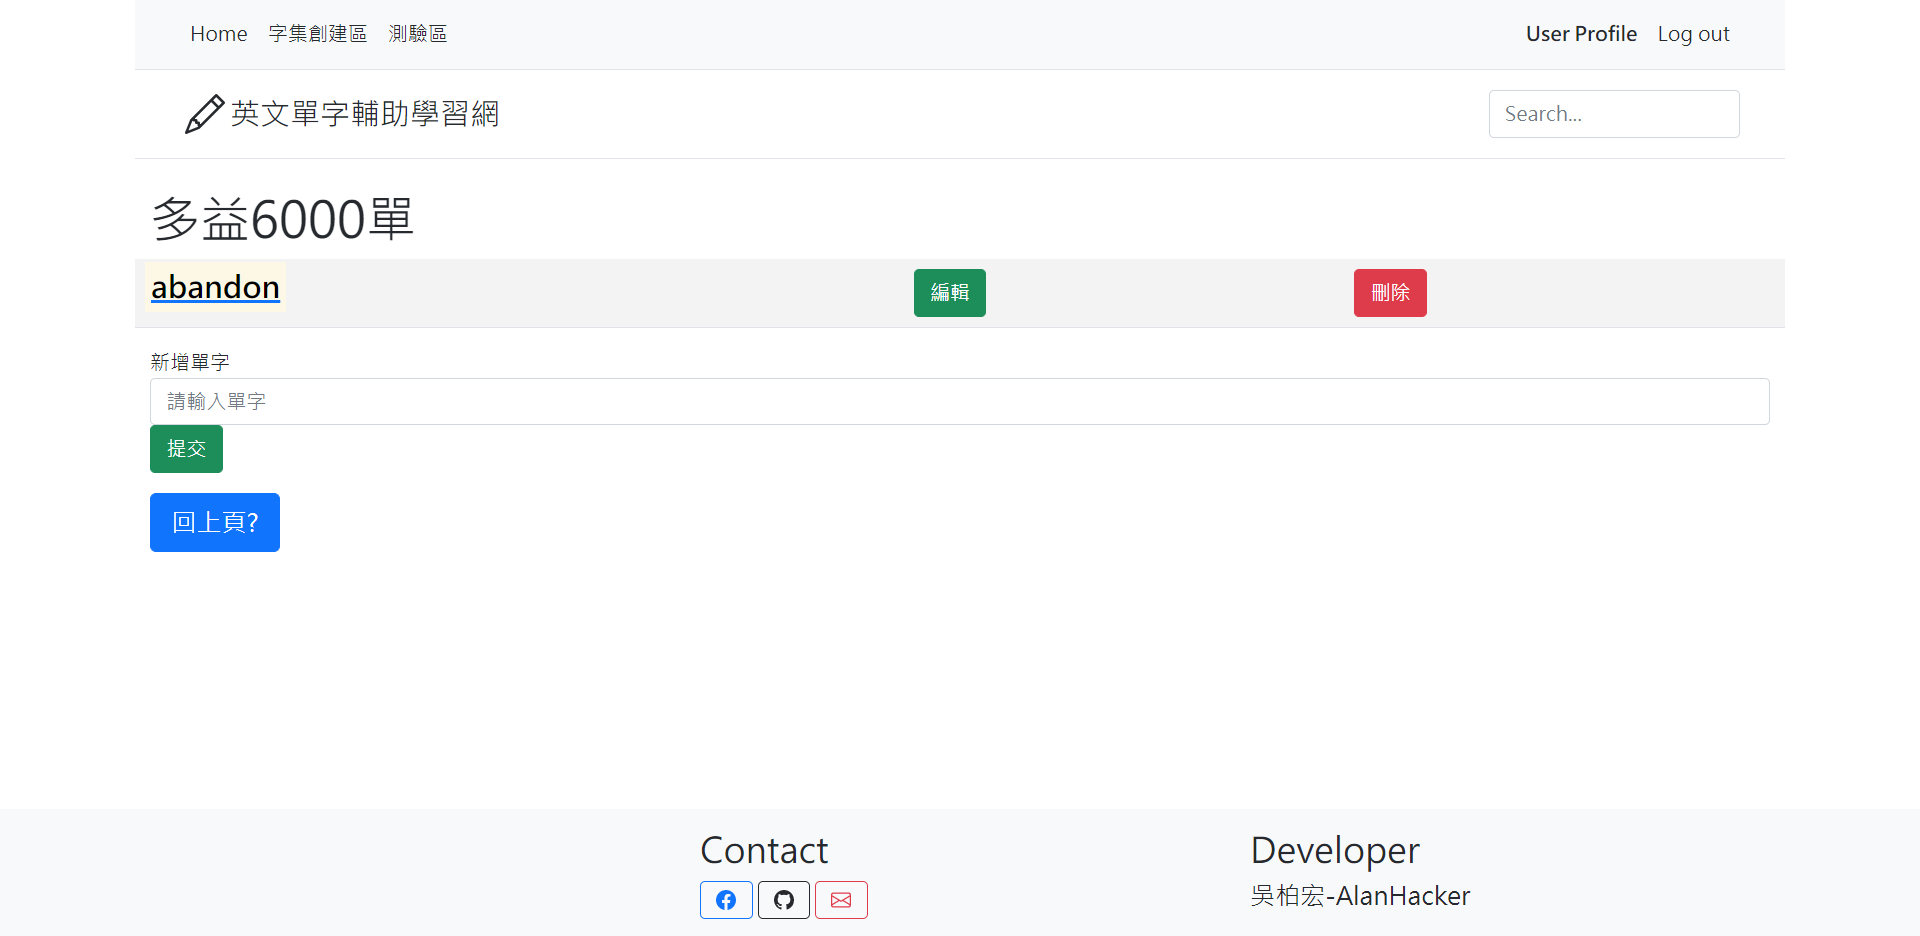 Home 字集創建區 測驗區 User Profile Log out
英文單字輔助學習網 Search...
多益6000單
abandon 編輯 刪除
新增單字
請輸入單字
提交
回上頁?
Contact Developer
吳柏宏-AlanHacker